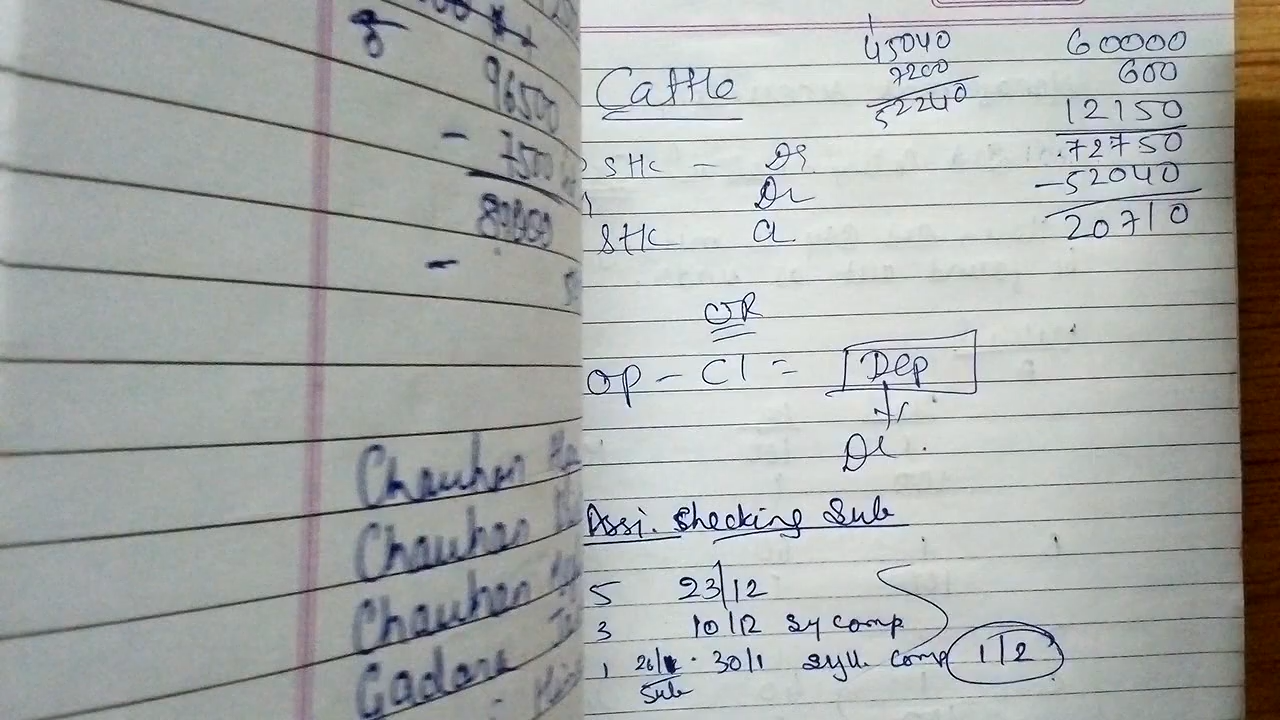 96500
- 7500
89000
-
Chauhan
Chauhan
Chauhan
Gadara
45040
7200
52240
60000
600
12150
72750
-52040
20710
Cattle
StK - Dr
Dr
StK Cr
OR
OP - Cl = Dep
Dr.
Assi. Checking Sub
5 23/12
3 10/12 Sy comp
1 30/1 syll. comp 1/2
Sub